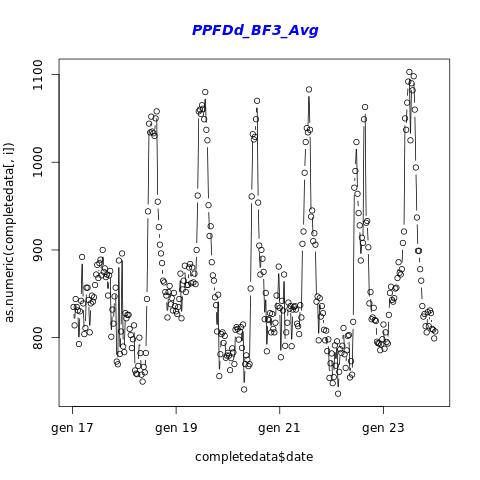 PPFDd_BF3_Avg
as.numeric(completedata[, i])
1100
1000
900
800
gen 17
gen 19
gen 21
gen 23
completedata$date